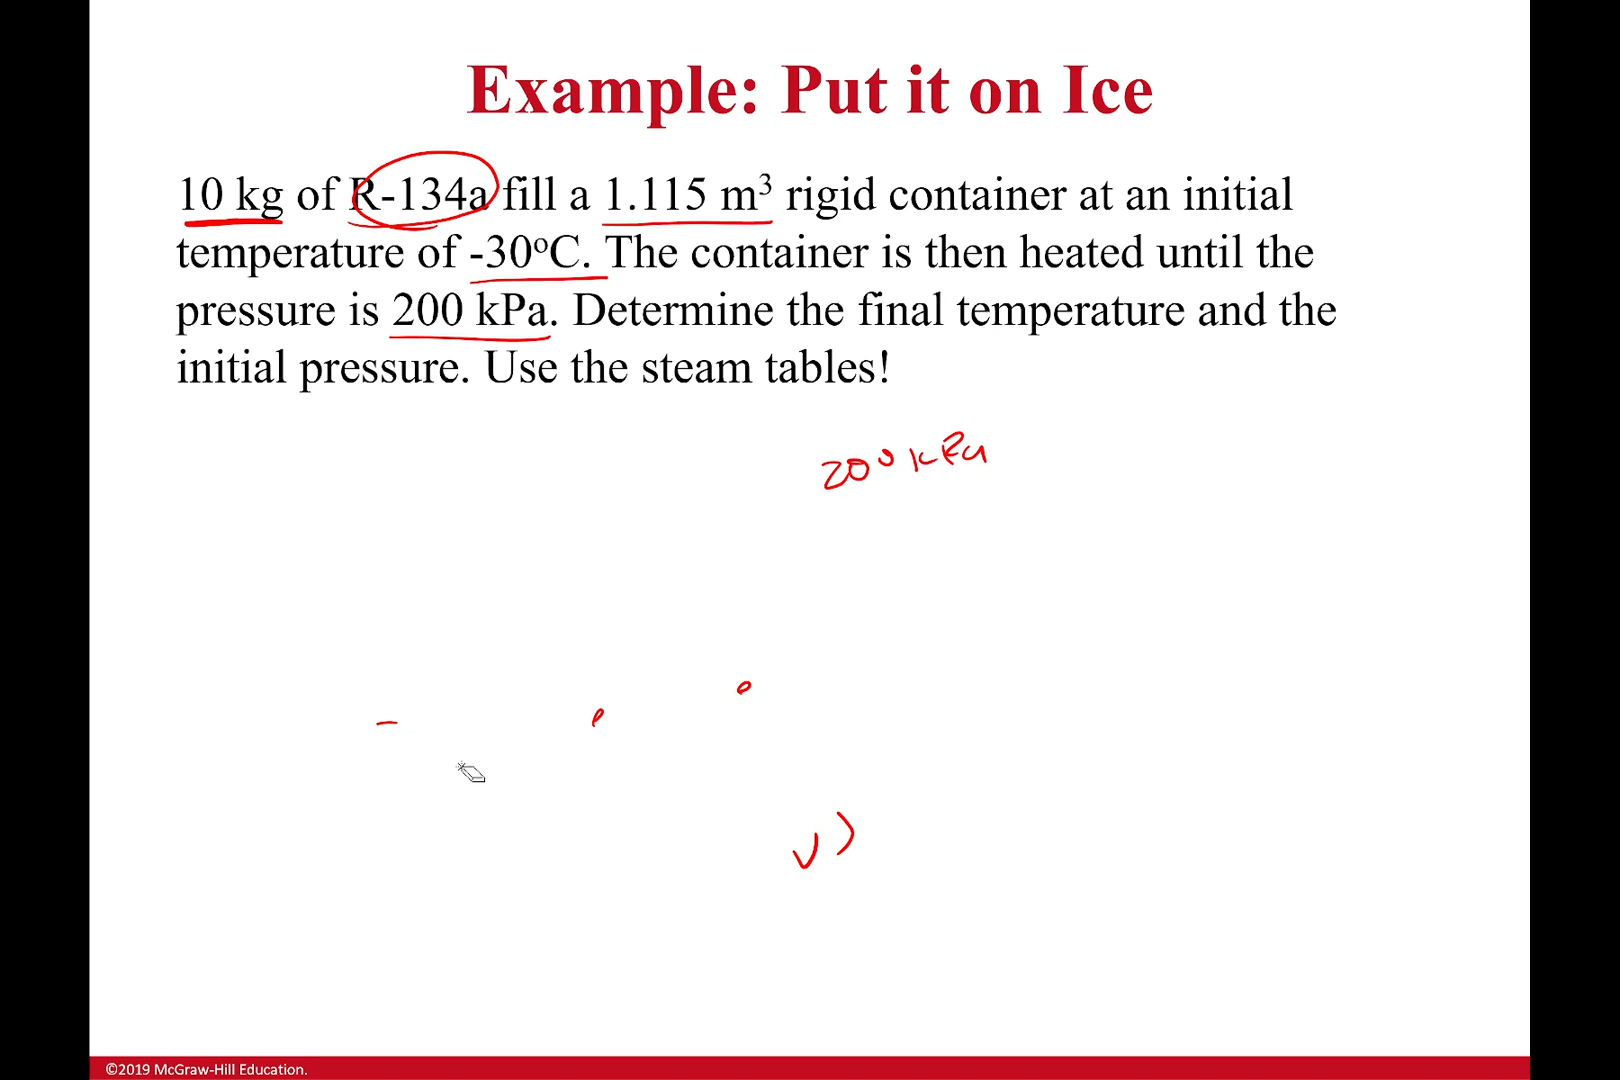 Example: Put it on Ice
10 kg of R-134a fill a 1.115 m³ rigid container at an initial
temperature of -30ºC. The container is then heated until the
pressure is 200 kPa. Determine the final temperature and the
initial pressure. Use the steam tables!
200 kPa
v)
©2019 McGraw-Hill Education.